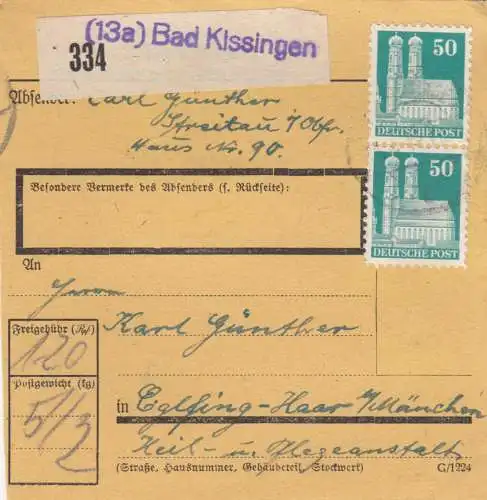 (13a) Bad Kissingen
334
50
DEUTSCHE POST
50
DEUTSCHE POST
Absender: Carl Günther
Streitau /Obfr.
Haus Nr. 90.
Besondere Vermerke des Absenders (s. Rückseite):
An
Herrn
Karl Günther
Freigebühr (Rpf)
120
Postgewicht (kg)
5/2
in Eglfing-Haar b/München
Heil- u. Pflegeanstalt
(Straße, Hausnummer, Gebäudeteil, Stockwerk) G/1224